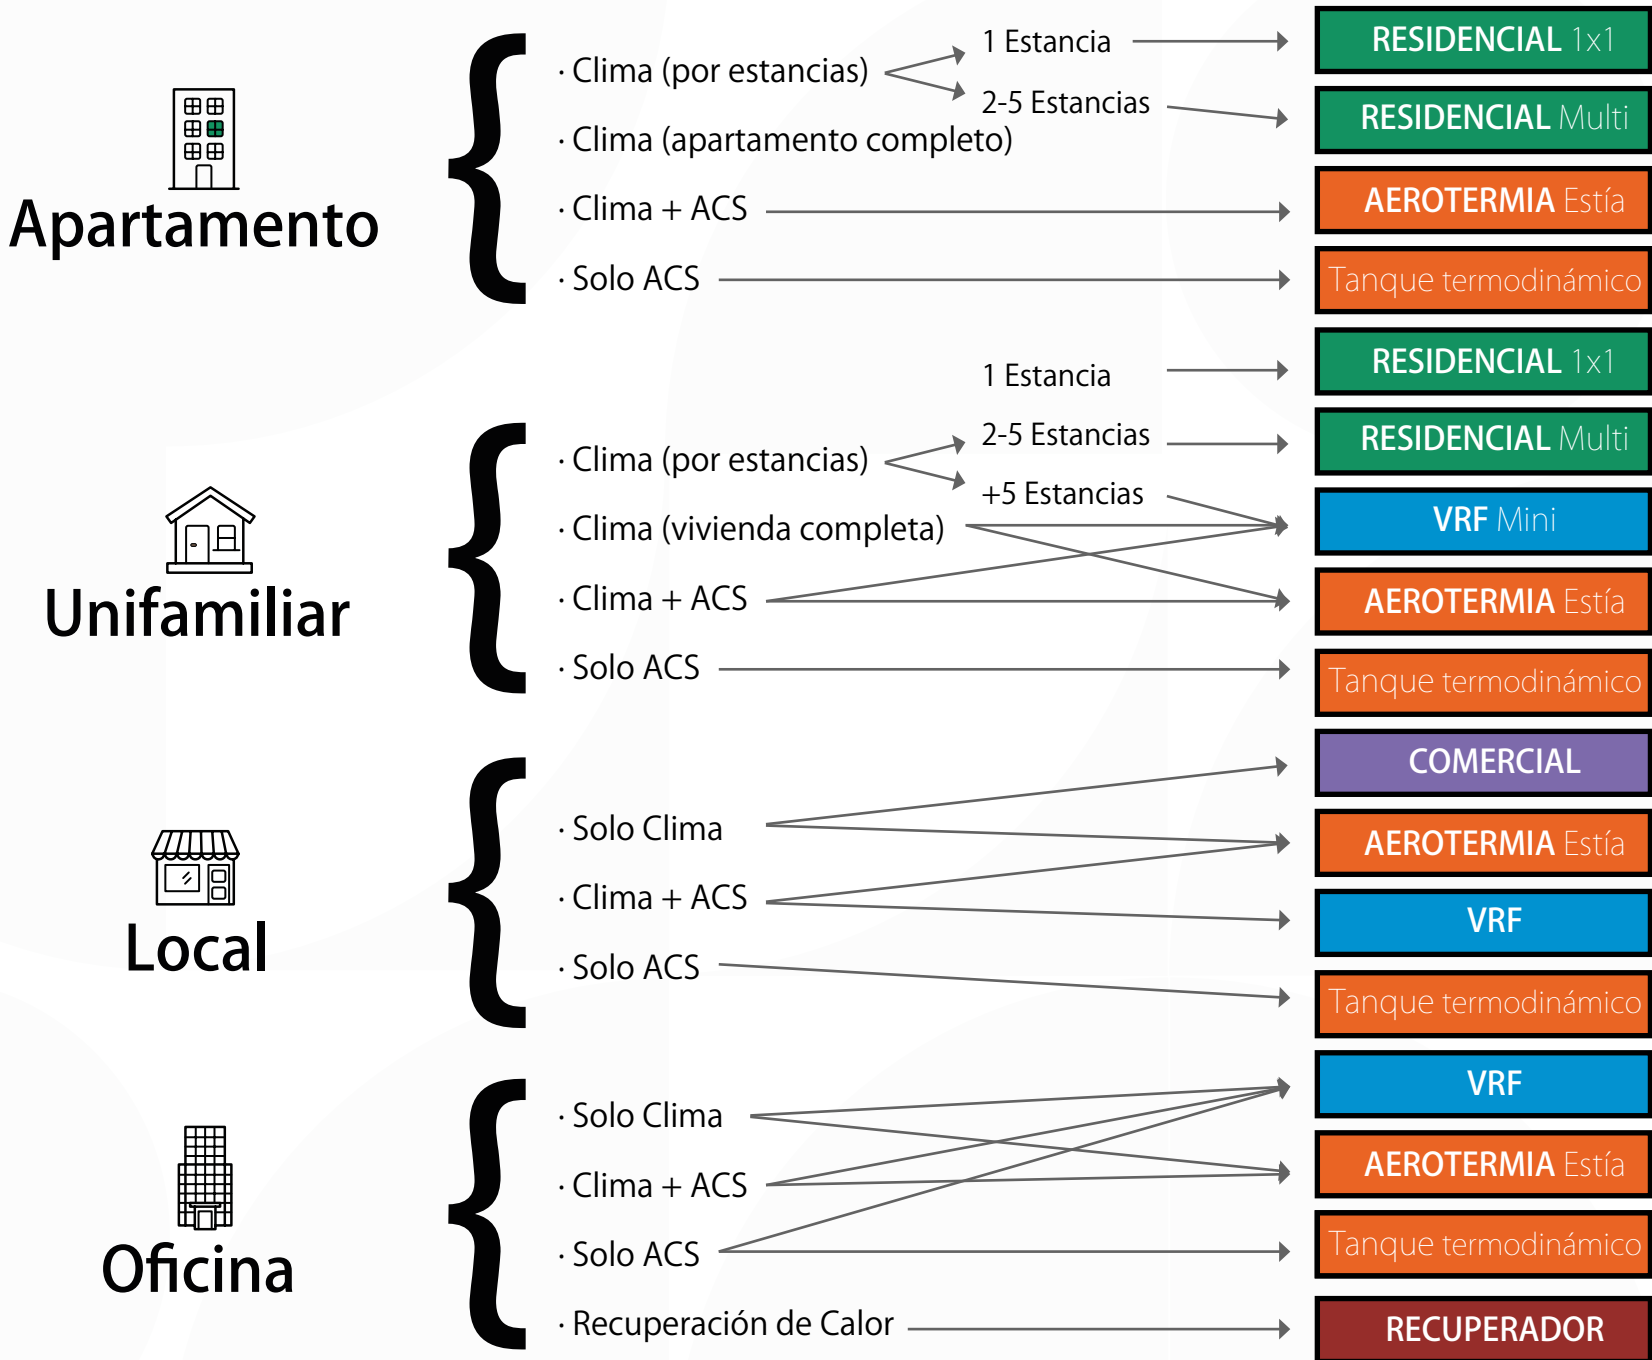 Apartamento
· Clima (por estancias)
1 Estancia
2-5 Estancias
· Clima (apartamento completo)
· Clima + ACS
· Solo ACS
RESIDENCIAL 1x1
RESIDENCIAL Multi
AEROTERMIA Estía
Tanque termodinámico
Unifamiliar
· Clima (por estancias)
1 Estancia
2-5 Estancias
+5 Estancias
· Clima (vivienda completa)
· Clima + ACS
· Solo ACS
RESIDENCIAL 1x1
RESIDENCIAL Multi
VRF Mini
AEROTERMIA Estía
Tanque termodinámico
Local
· Solo Clima
· Clima + ACS
· Solo ACS
COMERCIAL
AEROTERMIA Estía
VRF
Tanque termodinámico
Oficina
· Solo Clima
· Clima + ACS
· Solo ACS
· Recuperación de Calor
VRF
AEROTERMIA Estía
Tanque termodinámico
RECUPERADOR